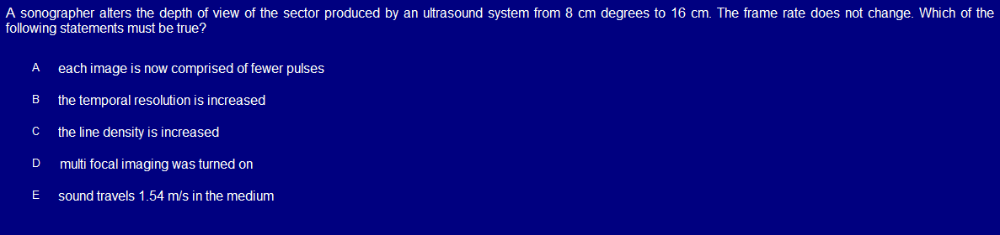 A sonographer alters the depth of view of the sector produced by an ultrasound system from 8 cm degrees to 16 cm. The frame rate does not change. Which of the
following statements must be true?
A each image is now comprised of fewer pulses
B the temporal resolution is increased
C the line density is increased
D multi focal imaging was turned on
E sound travels 1.54 m/s in the medium